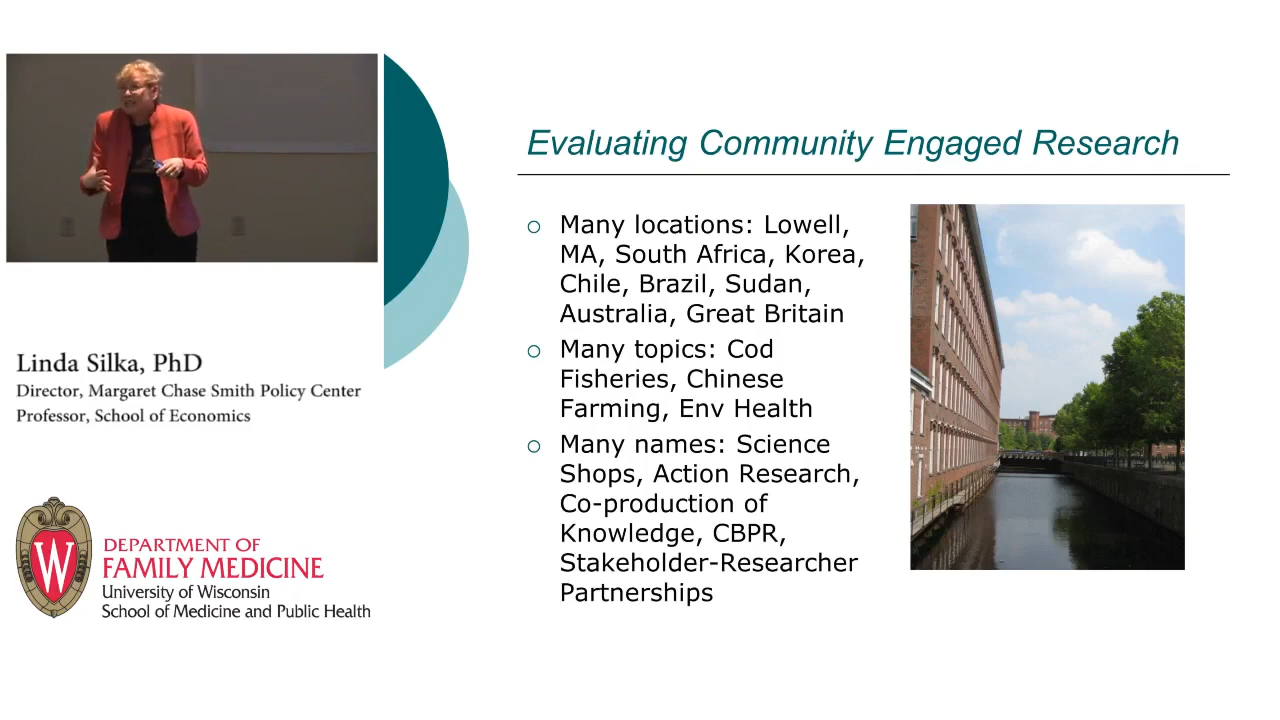 Linda Silka, PhD
Director, Margaret Chase Smith Policy Center
Professor, School of Economics
W
DEPARTMENT OF
FAMILY MEDICINE
University of Wisconsin
School of Medicine and Public Health
Evaluating Community Engaged Research
Many locations: Lowell,
MA, South Africa, Korea,
Chile, Brazil, Sudan,
Australia, Great Britain
Many topics: Cod
Fisheries, Chinese
Farming, Env Health
Many names: Science
Shops, Action Research,
Co-production of
Knowledge, CBPR,
Stakeholder-Researcher
Partnerships